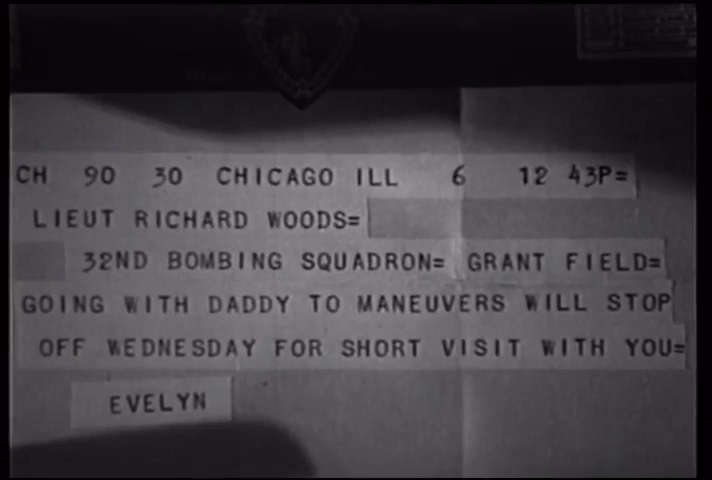 CH 90 30 CHICAGO ILL 6 12 43P=
LIEUT RICHARD WOODS=
32ND BOMBING SQUADRON= GRANT FIELD=
GOING WITH DADDY TO MANEUVERS WILL STOP
OFF WEDNESDAY FOR SHORT VISIT WITH YOU=
EVELYN